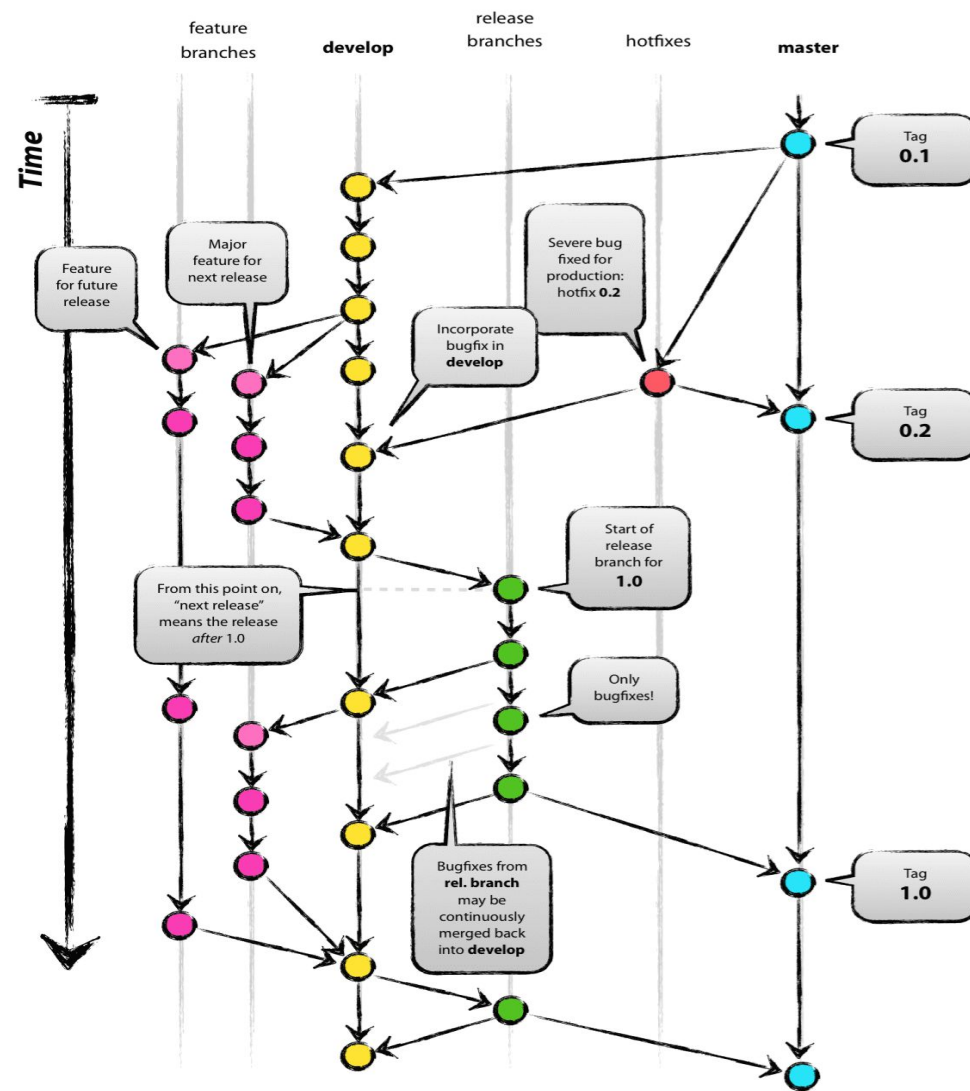 feature
branches
develop
release
branches
hotfixes
master
Time
Tag
0.1
Major
feature for
next release
Feature
for future
release
Severe bug
fixed for
production:
hotfix 0.2
Incorporate
bugfix in
develop
Tag
0.2
Start of
release
branch for
1.0
From this point on,
“next release”
means the release
after 1.0
Only
bugfixes!
Bugfixes from
rel. branch
may be
continuously
merged back
into develop
Tag
1.0